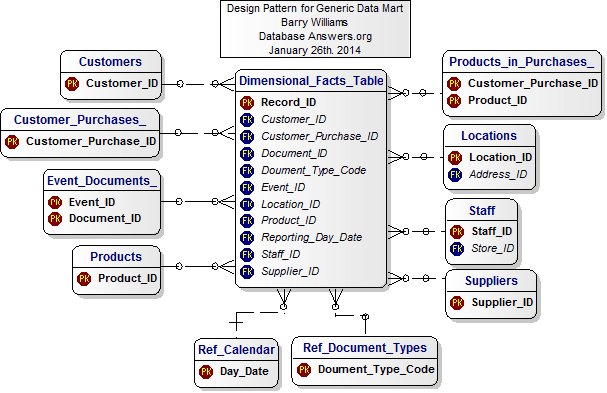 Design Pattern for Generic Data Mart
Barry Williams
Database Answers.org
January 26th. 2014
Customers
PK Customer_ID
Customer_Purchases_
PK Customer_Purchase_ID
Event_Documents_
PK Event_ID
PK Document_ID
Products
PK Product_ID
Dimensional_Facts_Table
PK Record_ID
FK Customer_ID
FK Customer_Purchase_ID
FK Document_ID
FK Doument_Type_Code
FK Event_ID
FK Location_ID
FK Product_ID
FK Reporting_Day_Date
FK Staff_ID
FK Supplier_ID
Products_in_Purchases_
PK Customer_Purchase_ID
PK Product_ID
Locations
PK Location_ID
FK Address_ID
Staff
PK Staff_ID
FK Store_ID
Suppliers
PK Supplier_ID
Ref_Calendar
PK Day_Date
Ref_Document_Types
PK Doument_Type_Code